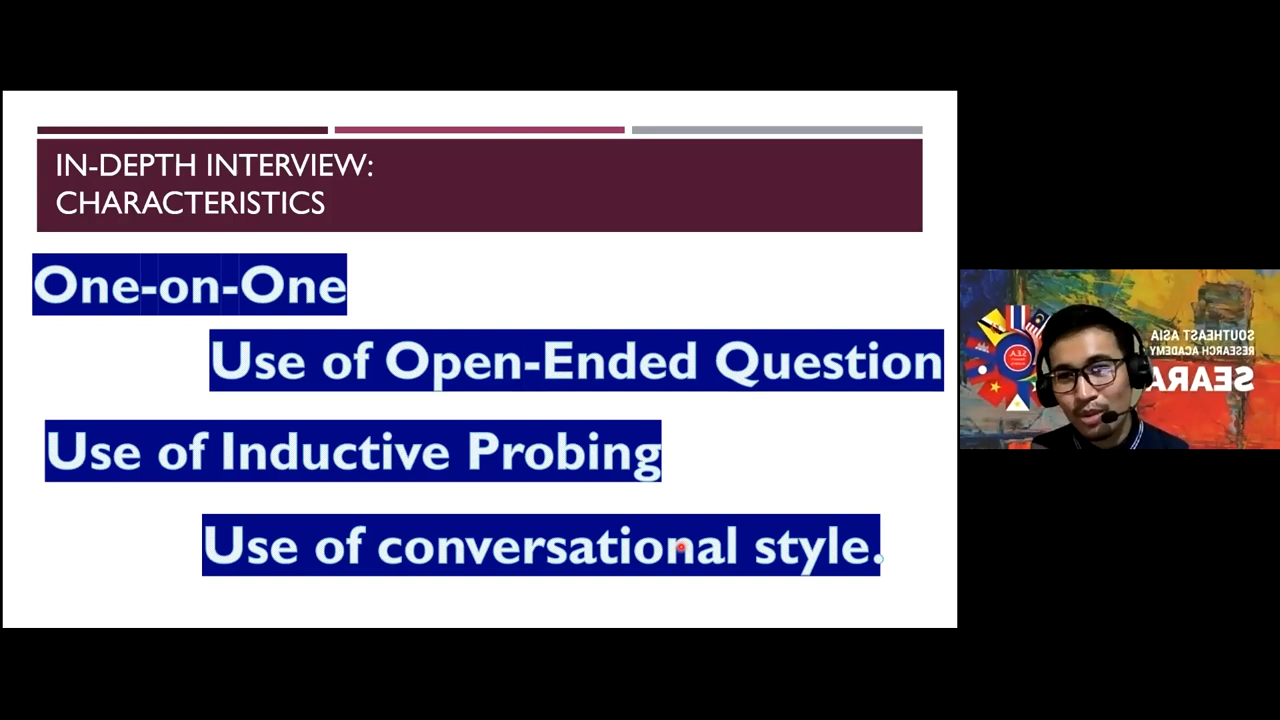 IN-DEPTH INTERVIEW:
CHARACTERISTICS
One-on-One
Use of Open-Ended Question
Use of Inductive Probing
Use of conversational style.
SOUTHEAST ASIA
RESEARCH ACADEMY
SEARA
S.E.A.